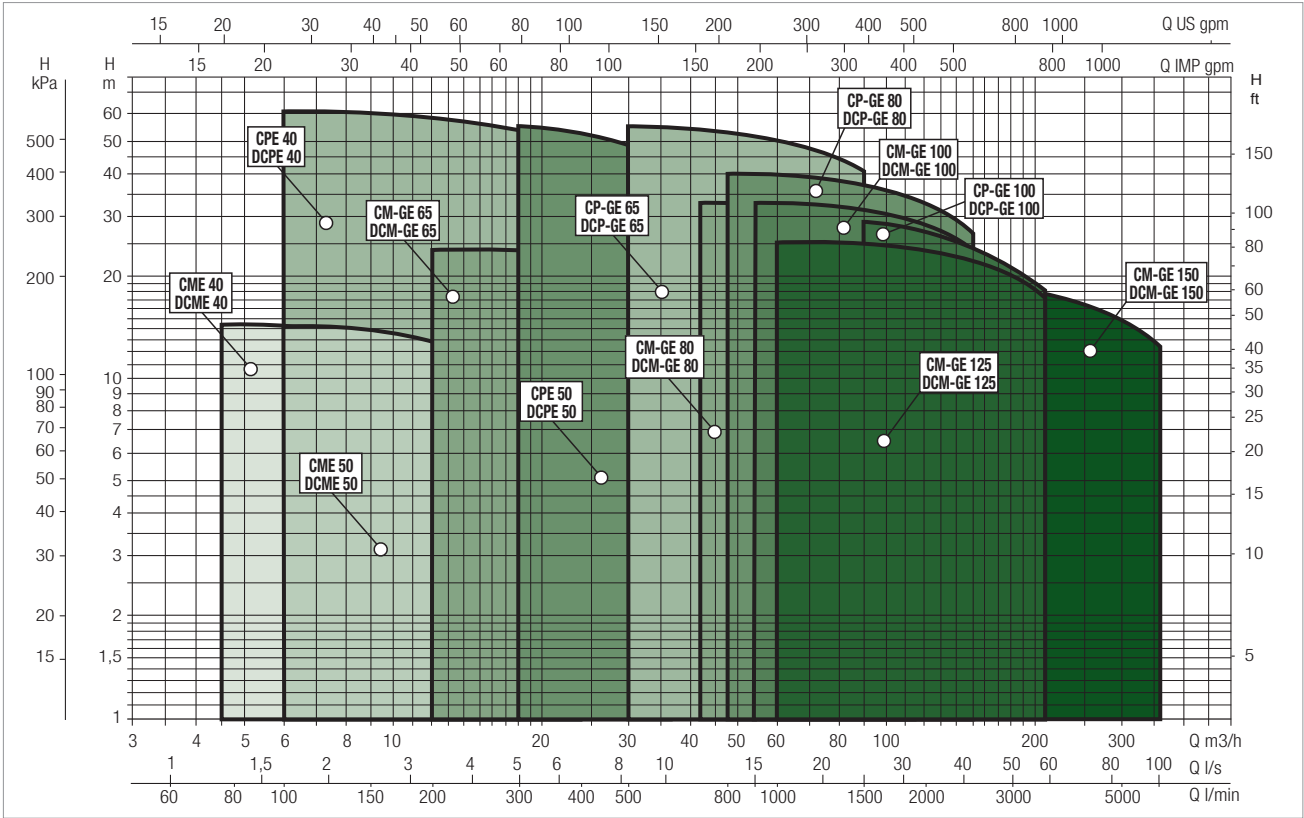 15 20 30 40 50 60 80 100 150 200 300 400 500 800 1000 Q US gpm
15 20 30 40 50 60 80 100 150 200 300 400 500 800 1000 Q IMP gpm
H
kPa
H
m
H
ft
500
400
300
200
100
90
80
70
60
50
40
30
20
15
60
50
40
30
20
10
9
8
7
6
5
4
3
2
1,5
1
150
100
80
60
50
40
35
30
25
20
15
10
5
CPE 40
DCPE 40
CP-GE 80
DCP-GE 80
CM-GE 100
DCM-GE 100
CP-GE 100
DCP-GE 100
CM-GE 65
DCM-GE 65
CP-GE 65
DCP-GE 65
CME 40
DCME 40
CM-GE 150
DCM-GE 150
CM-GE 80
DCM-GE 80
CM-GE 125
DCM-GE 125
CPE 50
DCPE 50
CME 50
DCME 50
3 4 5 6 8 10 20 30 40 50 60 80 100 200 300 Q m3/h
1 1,5 2 3 4 5 6 8 10 15 20 30 40 50 60 80 100 Q l/s
60 80 100 150 200 300 400 500 800 1000 1500 2000 3000 5000 Q l/min